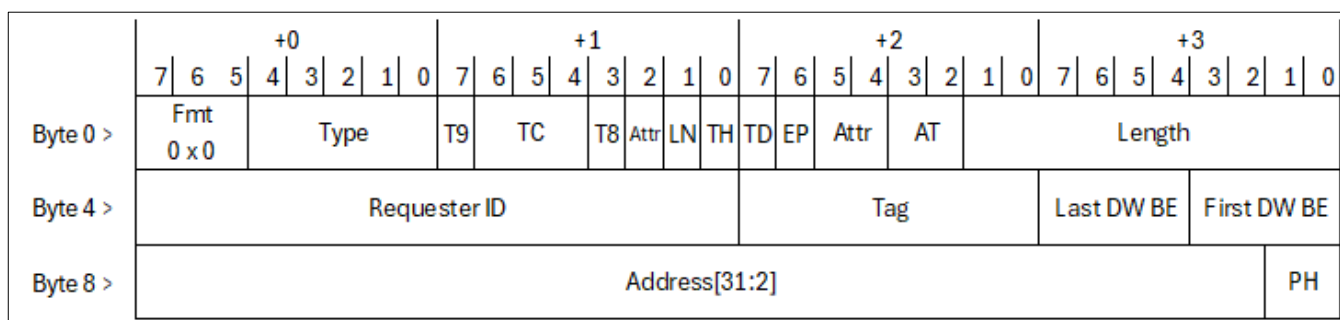 +0 +1 +2 +3
7 6 5 4 3 2 1 0 7 6 5 4 3 2 1 0 7 6 5 4 3 2 1 0 7 6 5 4 3 2 1 0
Byte 0 > Fmt 0 x 0 Type T9 TC T8 Attr LN TH TD EP Attr AT Length
Byte 4 > Requester ID Tag Last DW BE First DW BE
Byte 8 > Address[31:2] PH